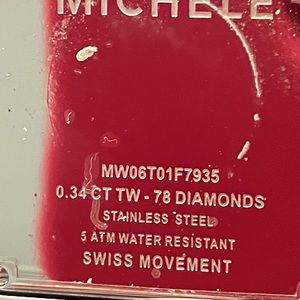 MICHELE
MW06T01F7935
0.34 CT TW - 78 DIAMONDS
STAINLESS STEEL
5 ATM WATER RESISTANT
SWISS MOVEMENT